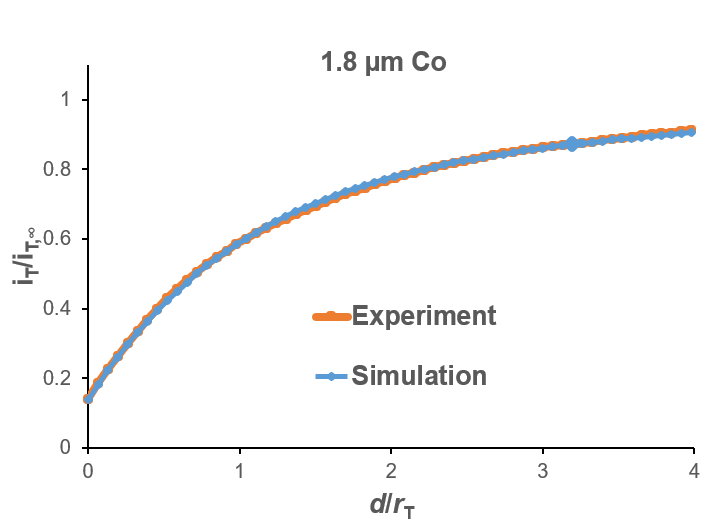 1.8 µm Co
iT/iT,∞
1
0.8
0.6
0.4
0.2
0
Experiment
Simulation
0 1 2 3 4
d/rT